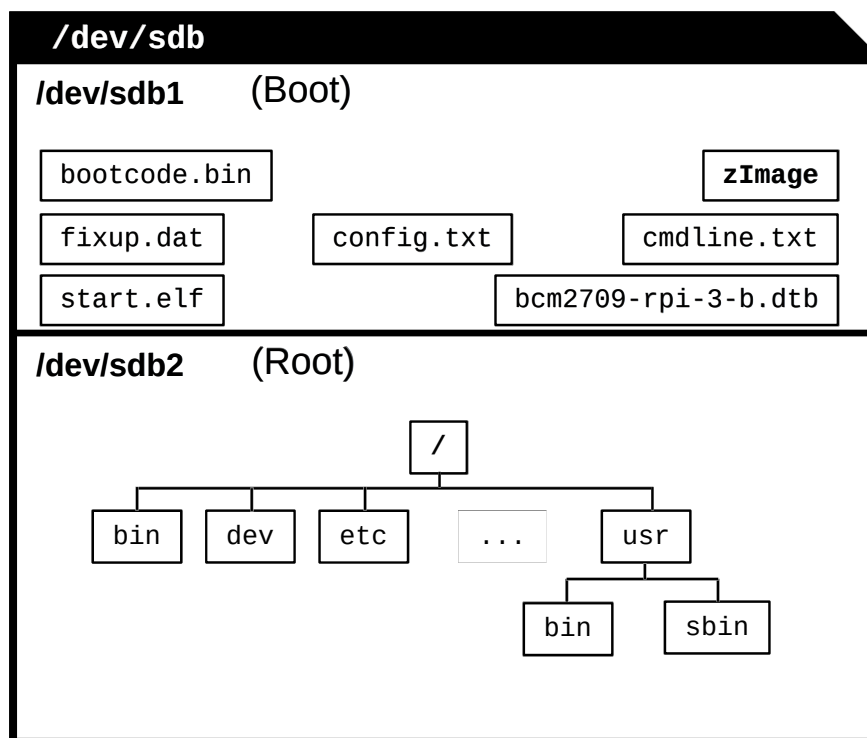 /dev/sdb
/dev/sdb1 (Boot)
bootcode.bin zImage
fixup.dat config.txt cmdline.txt
start.elf bcm2709-rpi-3-b.dtb
/dev/sdb2 (Root)
/
bin dev etc ... usr
bin sbin